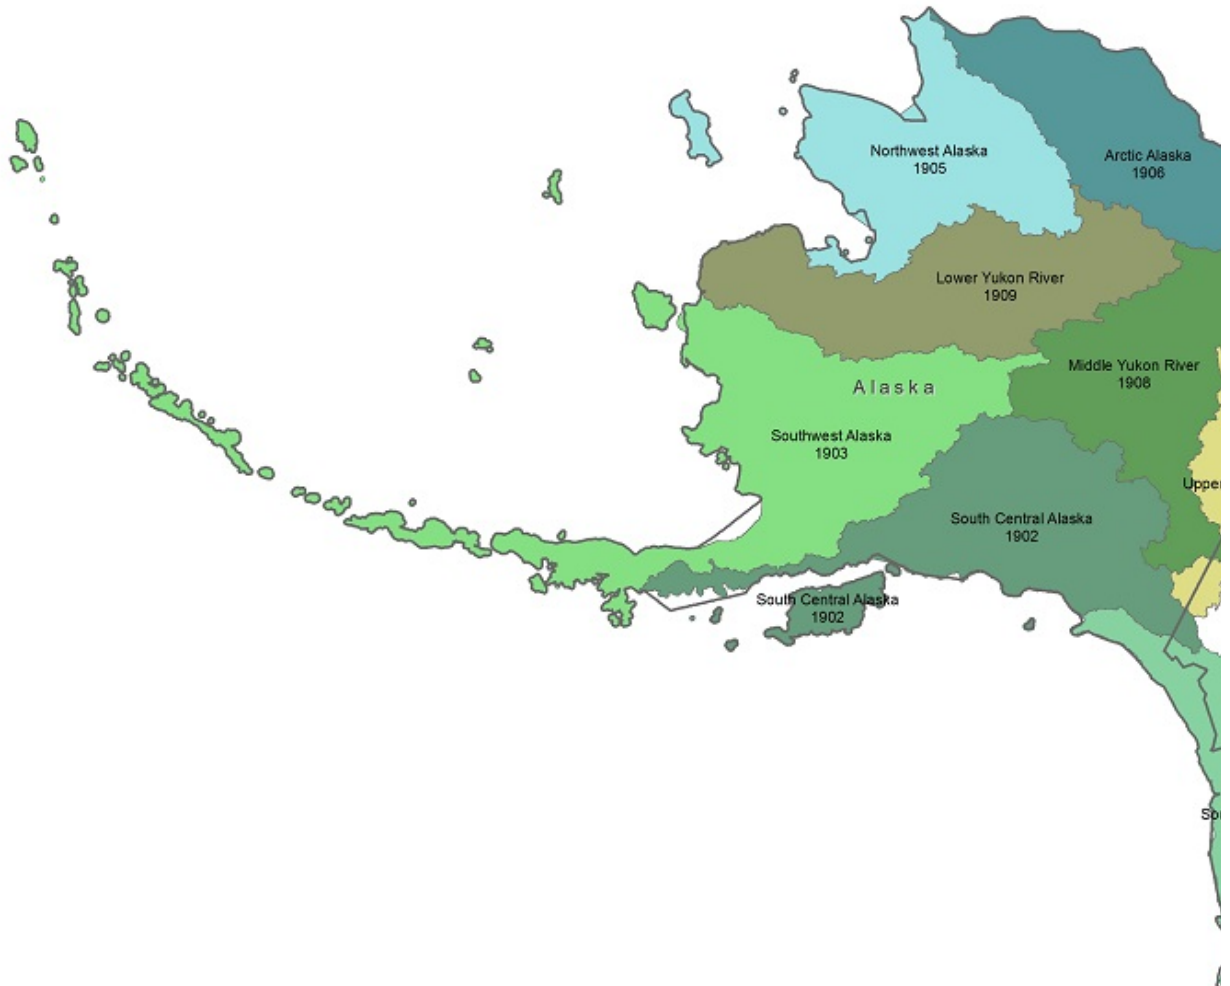 Northwest Alaska
1905
Arctic Alaska
1906
Lower Yukon River
1909
Middle Yukon River
1908
Alaska
Southwest Alaska
1903
Upper
South Central Alaska
1902
South Central Alaska
1902
Sou